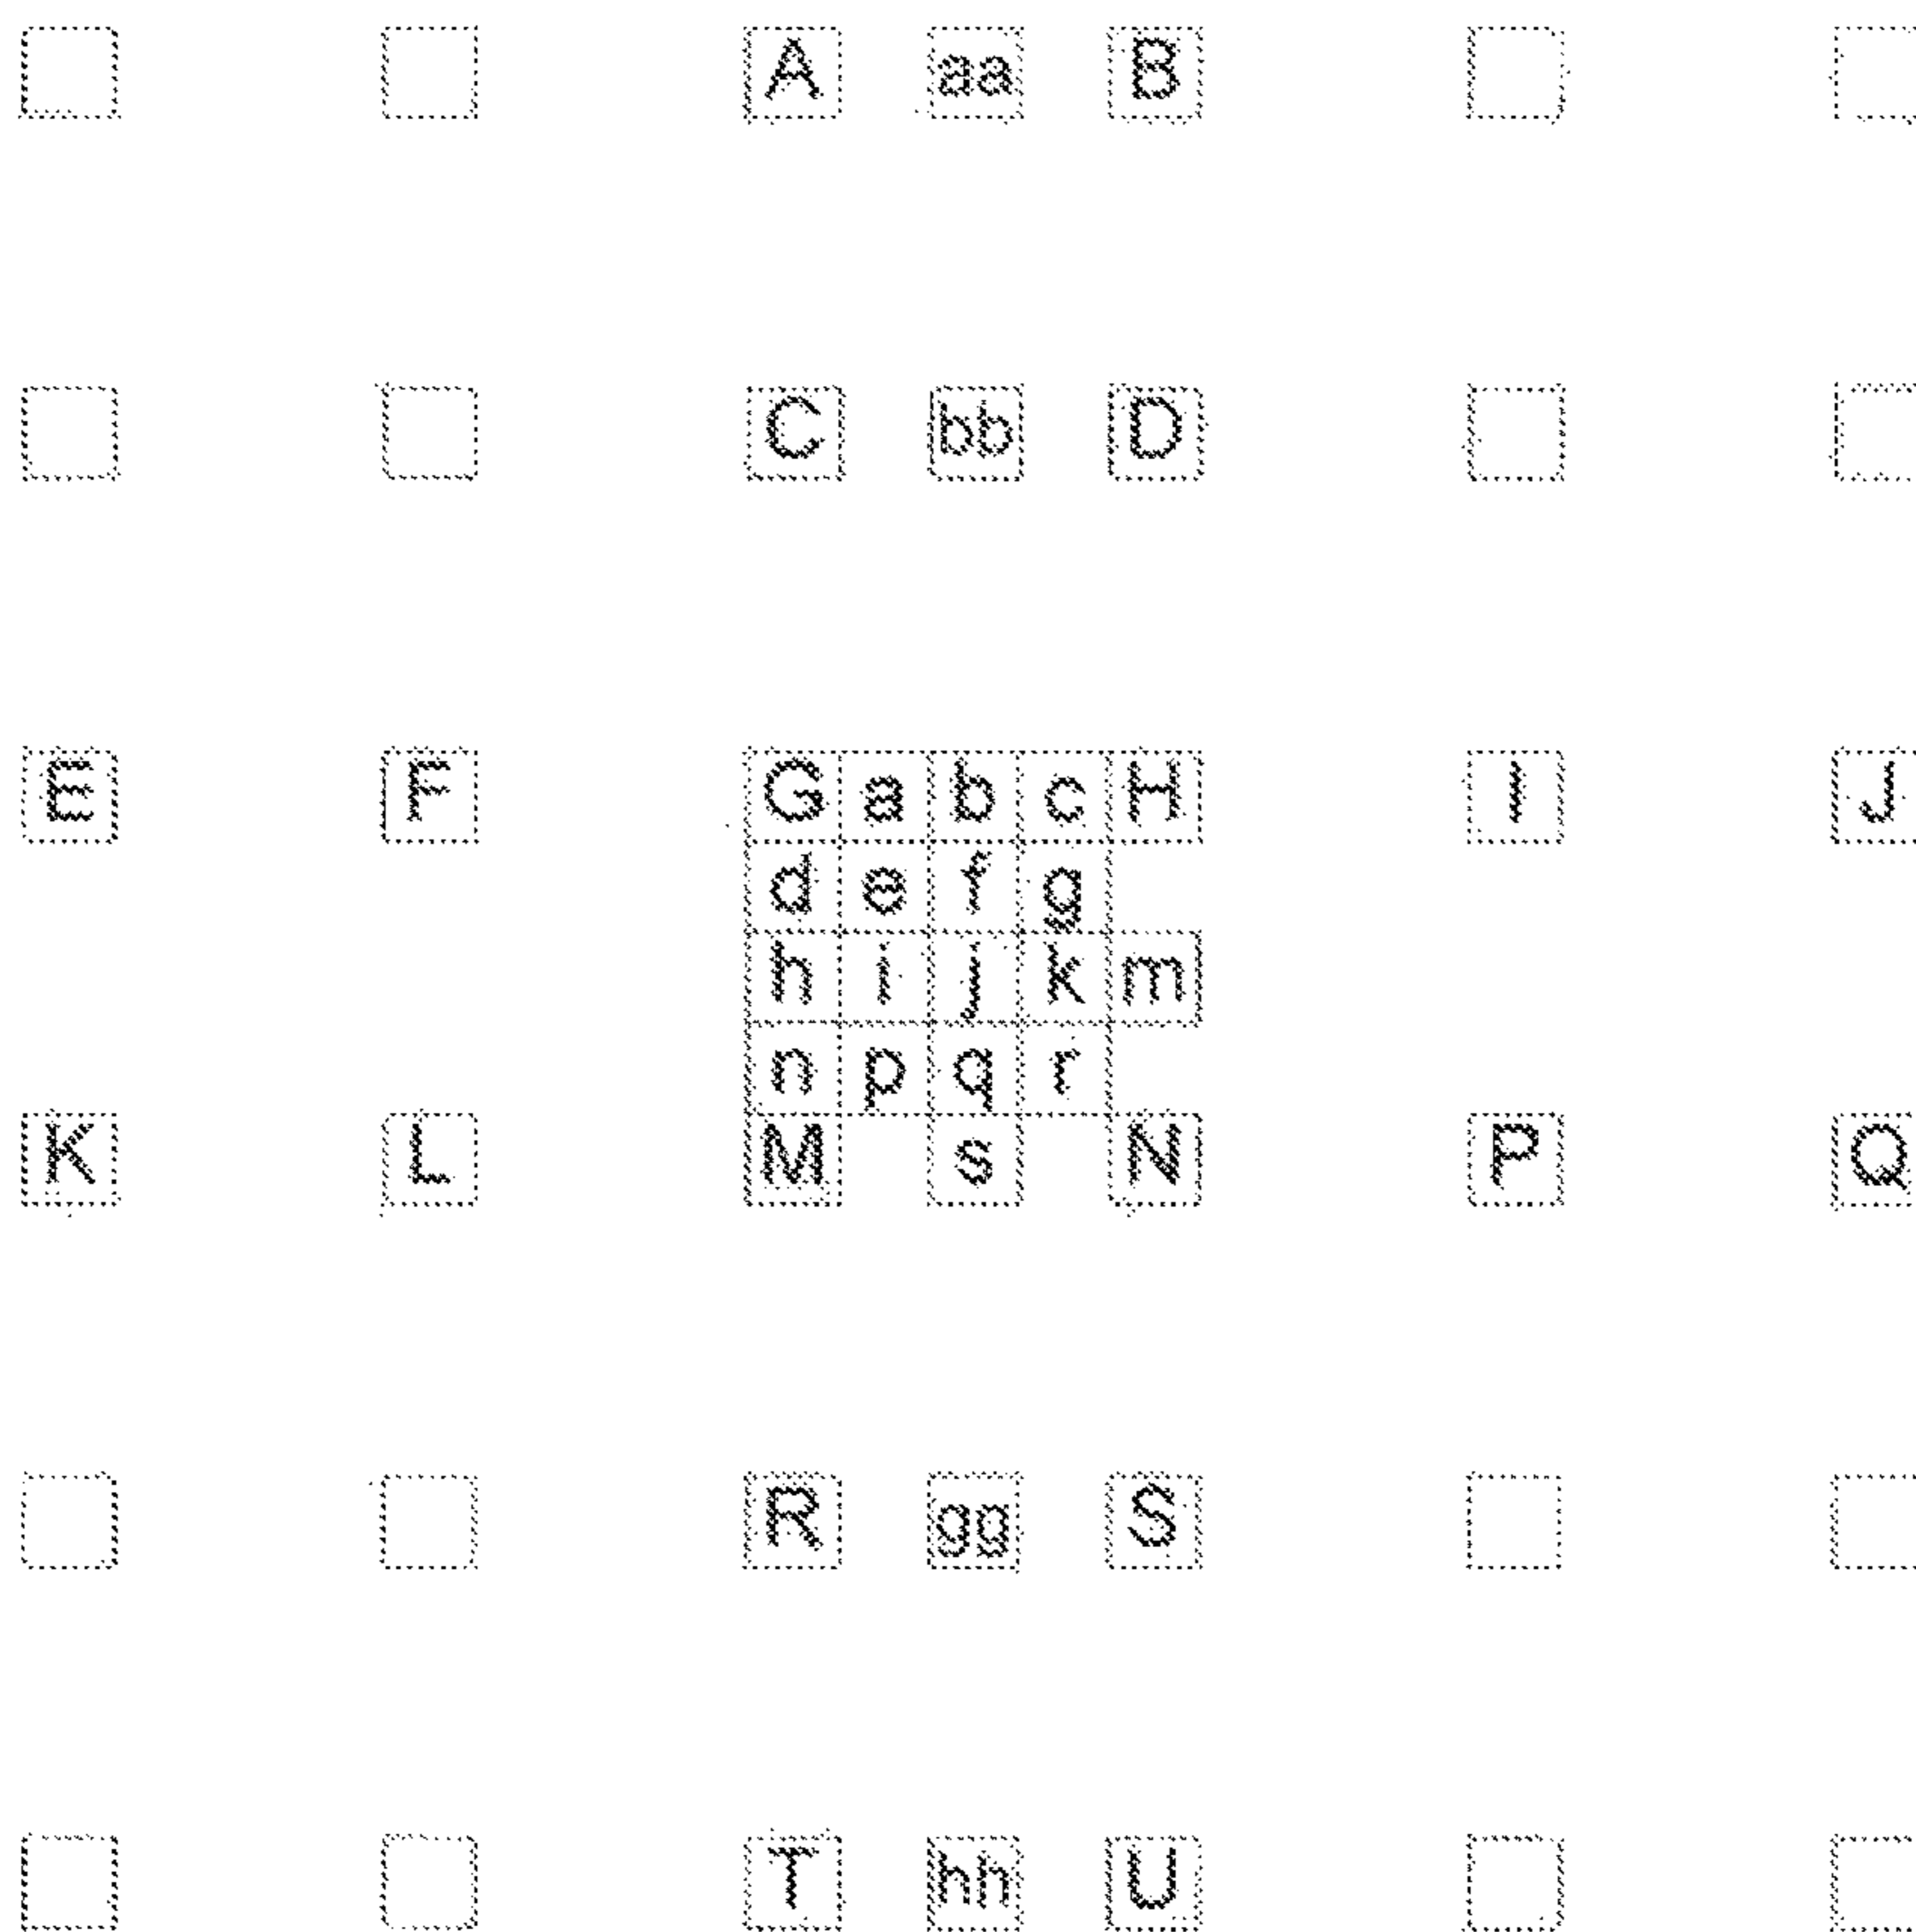 A aa B
C bb D
E F G a b c H I J
d e f g
h i j k m
n p q r
K L M s N P Q
R gg S
T hh U